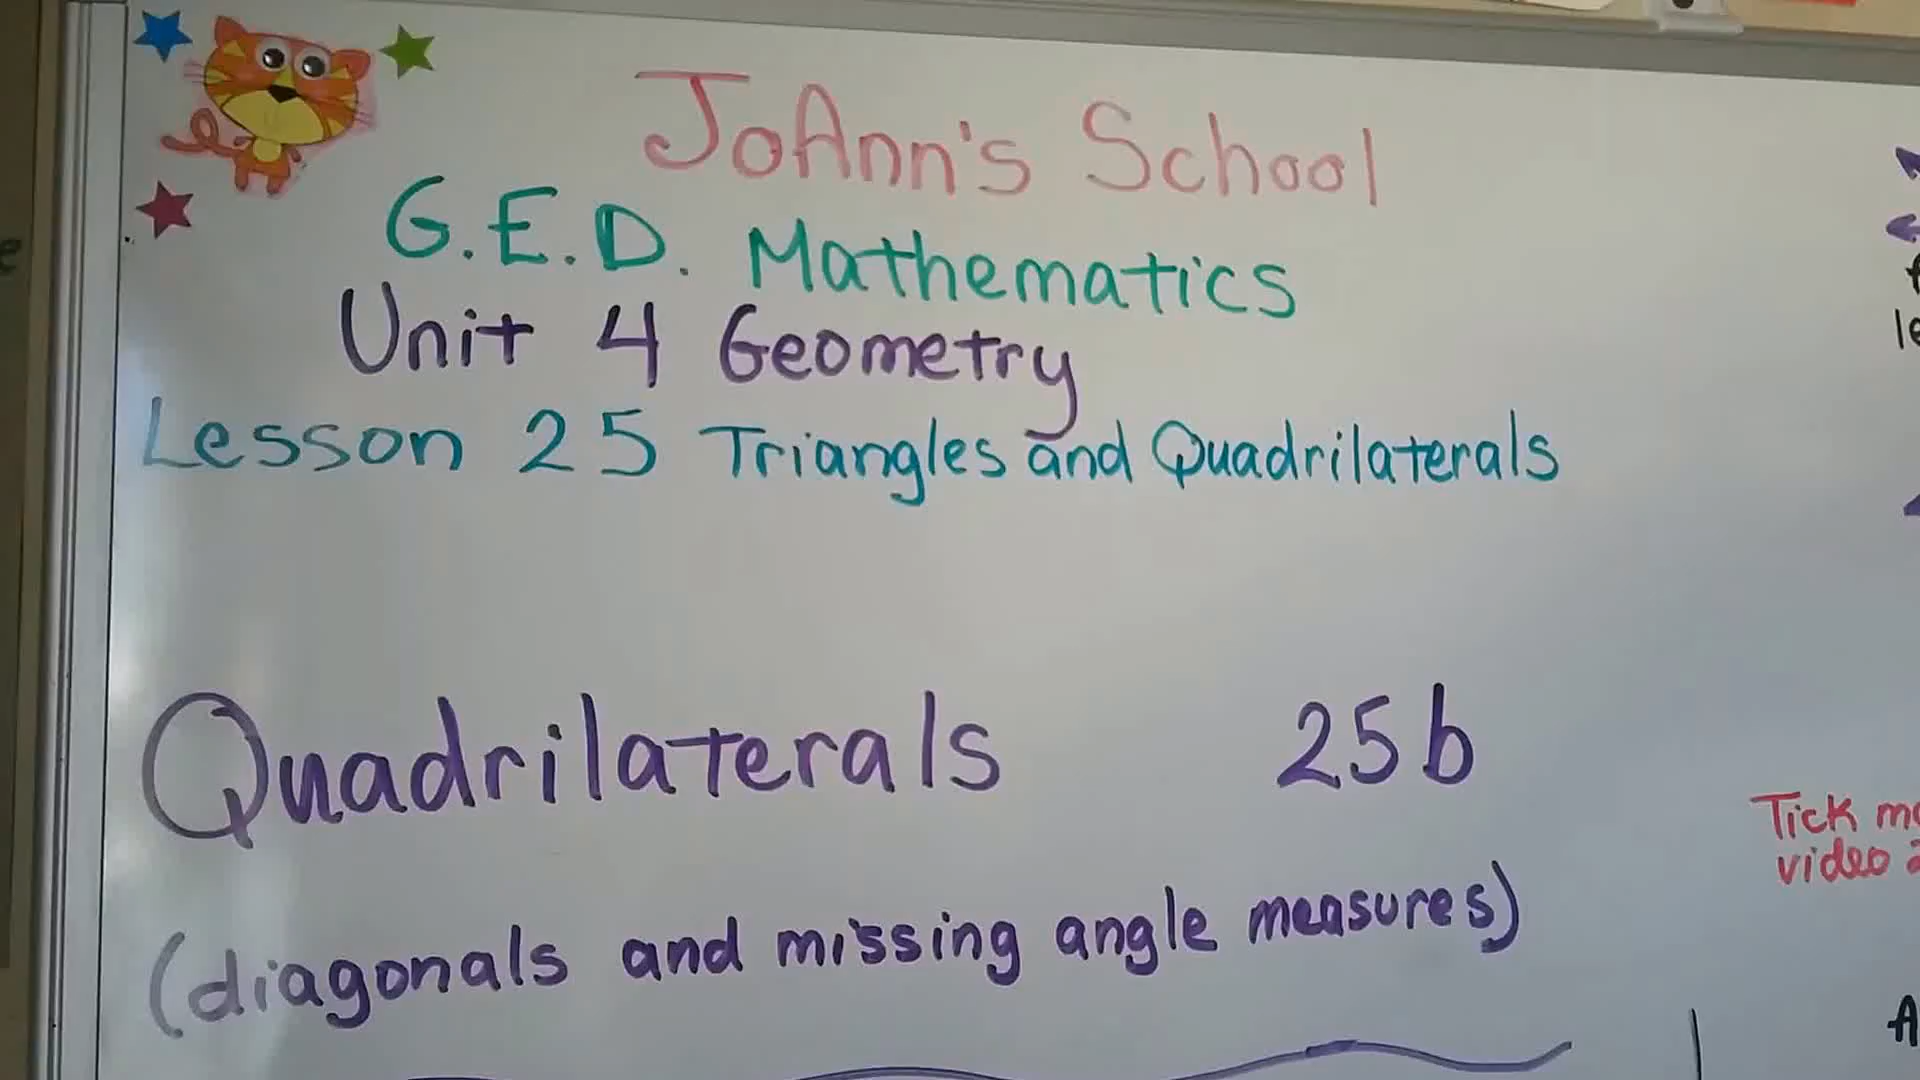 JoAnn's School
G.E.D. Mathematics
Unit 4 Geometry
Lesson 25 Triangles and Quadrilaterals
Quadrilaterals 25b
(diagonals and missing angle measures)
Tick
video